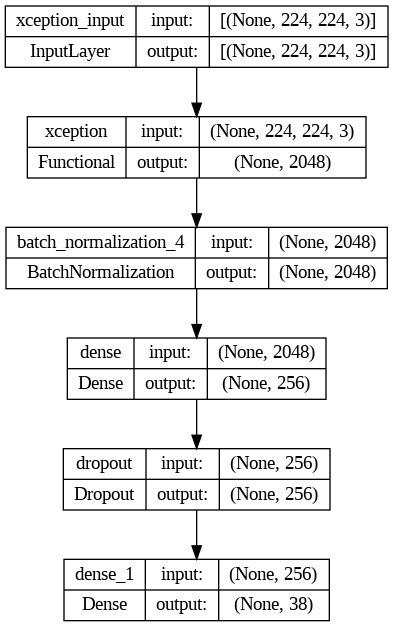 xception_input input: [(None, 224, 224, 3)]
InputLayer output: [(None, 224, 224, 3)]
xception input: (None, 224, 224, 3)
Functional output: (None, 2048)
batch_normalization_4 input: (None, 2048)
BatchNormalization output: (None, 2048)
dense input: (None, 2048)
Dense output: (None, 256)
dropout input: (None, 256)
Dropout output: (None, 256)
dense_1 input: (None, 256)
Dense output: (None, 38)